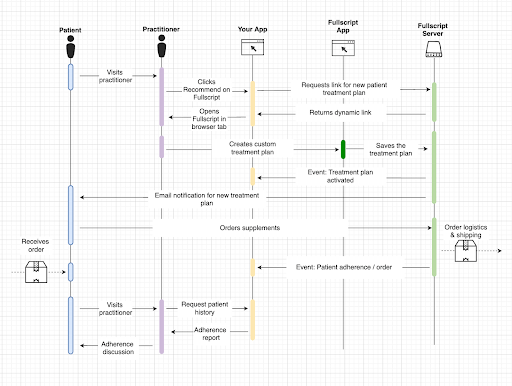 Patient
Practitioner
Your App
Fullscript
App
Fullscript
Server
Visits
practitioner
Clicks
Recommend on
Fullscript
Requests link for new patient
treatment plan
Opens
Fullscript in
browser tab
Returns dynamic link
Creates custom
treatment plan
Saves the
treatment plan
Event: Treatment plan
activated
Email notification for new treatment
plan
Orders supplements
Order logistics
& shipping
Receives
order
Event: Patient adherence / order
Visits
practitioner
Request patient
history
Adherence
report
Adherence
discussion